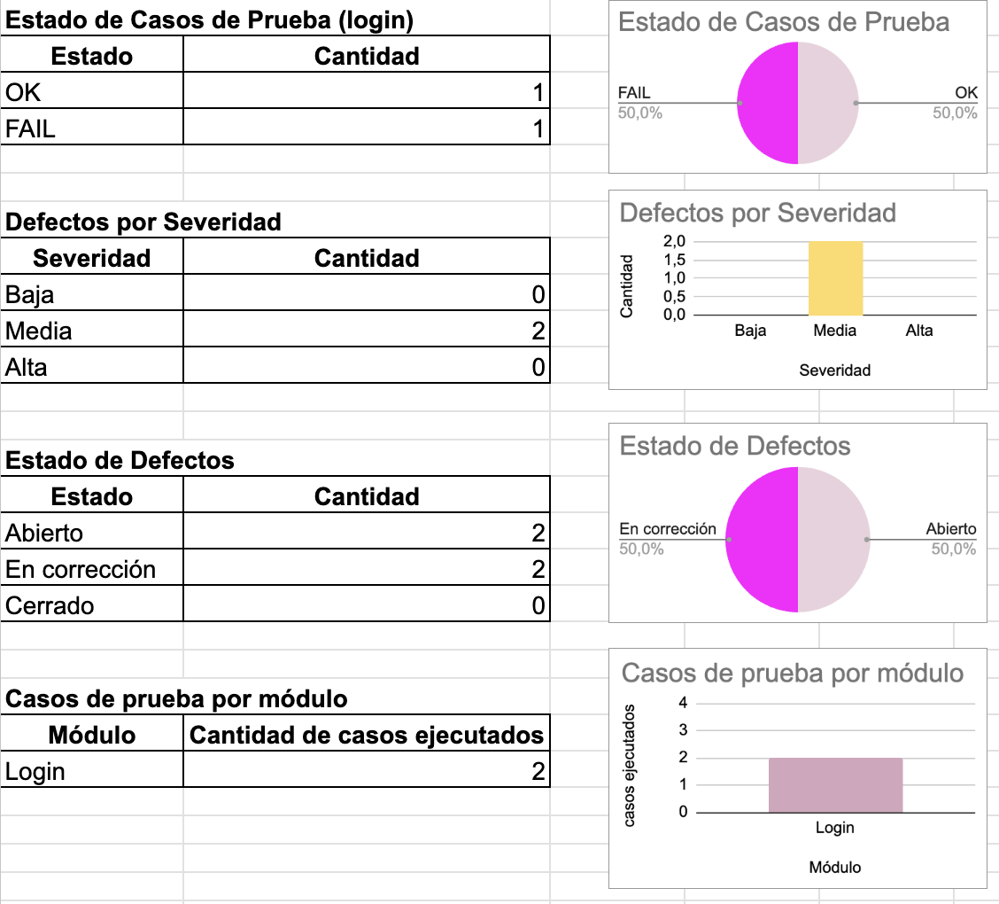 Estado de Casos de Prueba (login)
Estado Cantidad
OK 1
FAIL 1
Defectos por Severidad
Severidad Cantidad
Baja 0
Media 2
Alta 0
Estado de Defectos
Estado Cantidad
Abierto 2
En corrección 2
Cerrado 0
Casos de prueba por módulo
Módulo Cantidad de casos ejecutados
Login 2
Estado de Casos de Prueba
FAIL
50,0%
OK
50,0%
Defectos por Severidad
Cantidad
2,0
1,5
1,0
0,5
0,0
Baja Media Alta
Severidad
Estado de Defectos
En corrección
50,0%
Abierto
50,0%
Casos de prueba por módulo
casos ejecutados
4
3
2
1
0
Login
Módulo